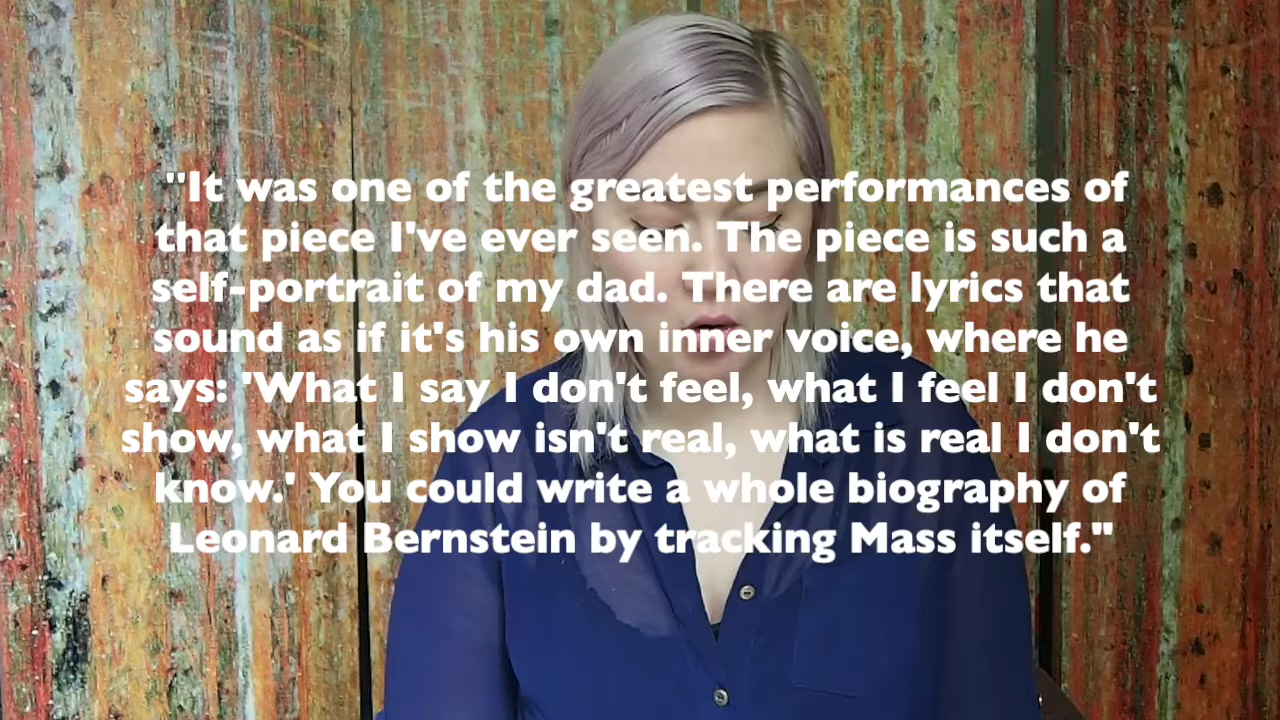 "It was one of the greatest performances of
that piece I've ever seen. The piece is such a
self-portrait of my dad. There are lyrics that
sound as if it's his own inner voice, where he
says: 'What I say I don't feel, what I feel I don't
show, what I show isn't real, what is real I don't
know.' You could write a whole biography of
Leonard Bernstein by tracking Mass itself."